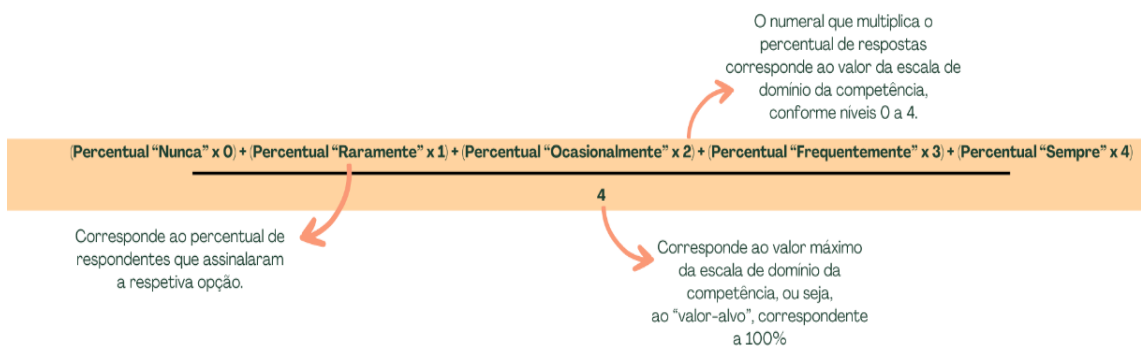 O numeral que multiplica o
percentual de respostas
corresponde ao valor da escala de
domínio da competência,
conforme níveis 0 a 4.
(Percentual “Nunca” x 0) + (Percentual “Raramente” x 1) + (Percentual “Ocasionalmente” x 2) + (Percentual “Frequentemente” x 3) + (Percentual “Sempre” x 4)
4
Corresponde ao percentual de
respondentes que assinalaram
a respetiva opção.
Corresponde ao valor máximo
da escala de domínio da
competência, ou seja,
ao “valor-alvo”, correspondente
a 100%